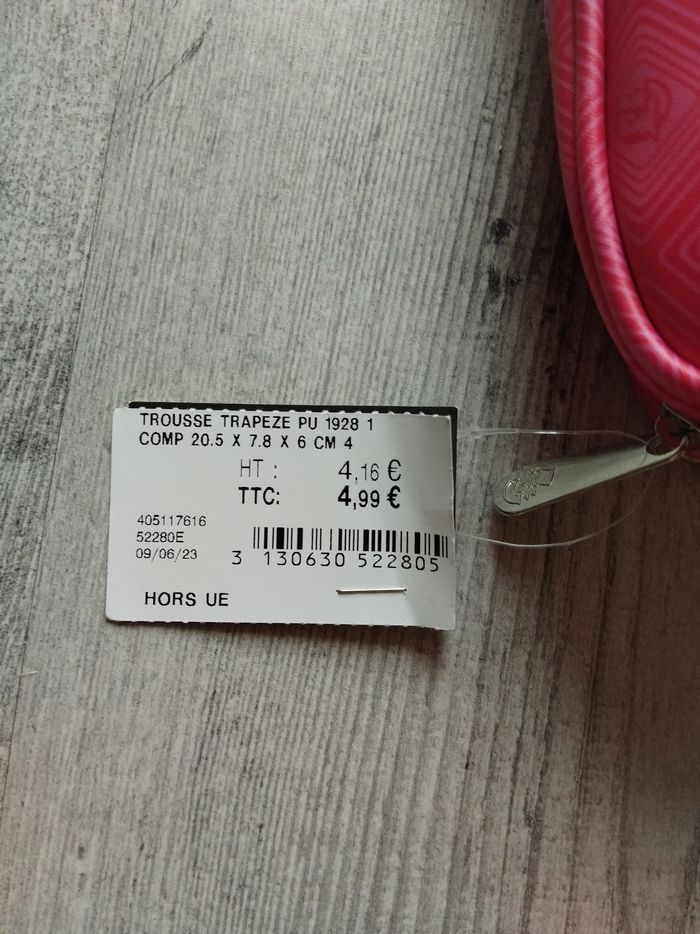 TROUSSE TRAPEZE PU 1928 1
COMP 20.5 X 7.8 X 6 CM 4
HT : 4,16 €
TTC: 4,99 €
405117616
52280E
09/06/23
3 130630 522805
HORS UE